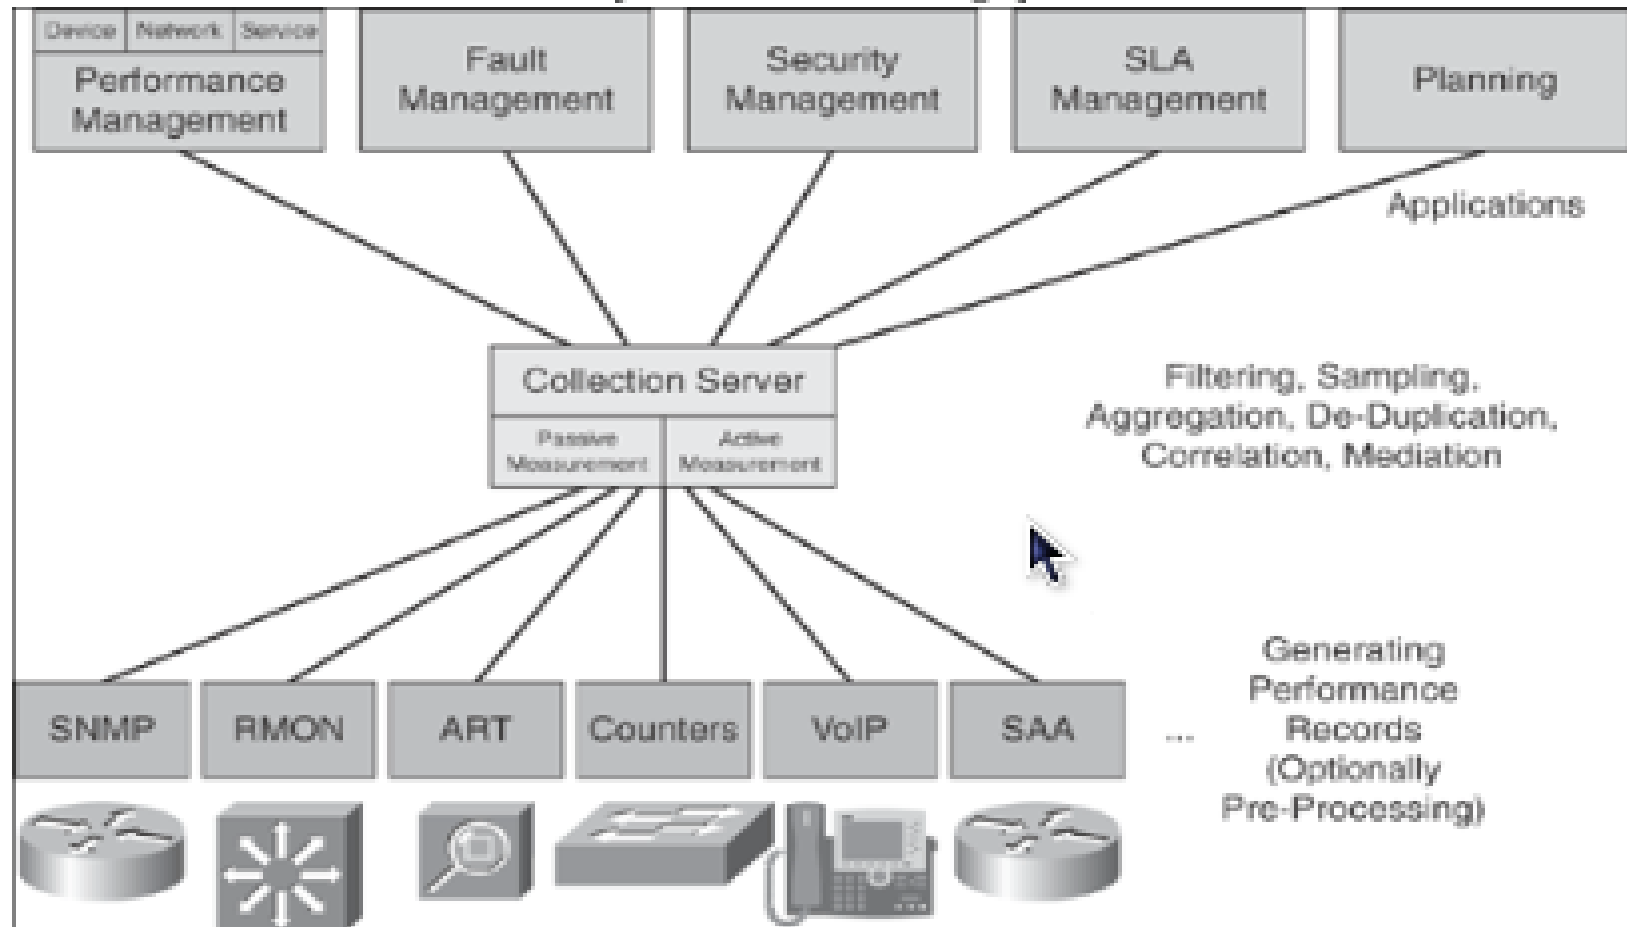 Device Network Service
Performance
Management
Fault
Management
Security
Management
SLA
Management
Planning
Applications
Collection Server
Passive
Measurement
Active
Measurement
Filtering, Sampling,
Aggregation, De-Duplication,
Correlation, Mediation
SNMP
RMON
ART
Counters
VoIP
SAA
...
Generating
Performance
Records
(Optionally
Pre-Processing)